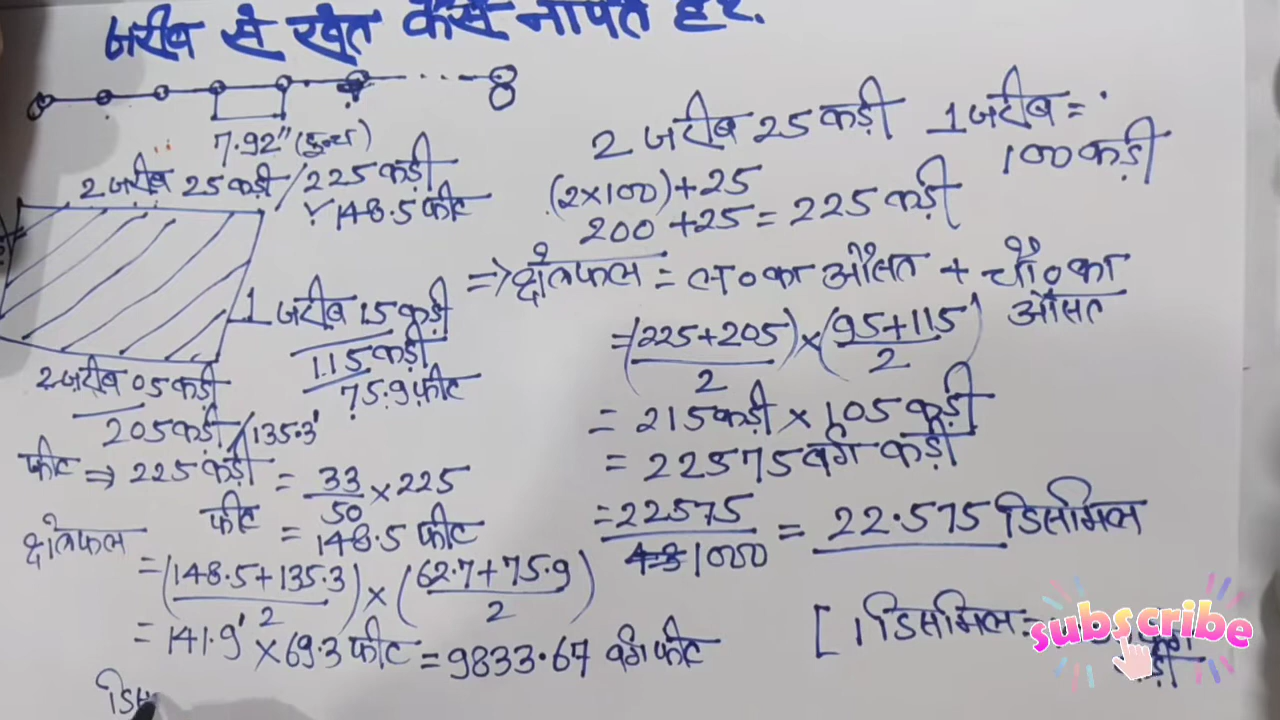 जरीब से खेत कैसे नापते हैं.
7.92" (इन्च)
2 जरीब 25 कड़ी / 225 कड़ी
148.5 फीट
1 जरीब 15 कड़ी
115 कड़ी
75.9 फीट
2 जरीब 05 कड़ी
205 कड़ी / 135.3'
फीट ⇒ 225 कड़ी = 33/50 × 225
फीट = 148.5 फीट
क्षेत्रफल
= (148.5+135.3/2) × (62.7+75.9/2)
= 141.9' × 69.3 फीट = 9833.67 वर्ग फीट
2 जरीब 25 कड़ी
1 जरीब =
100 कड़ी
(2×100)+25
200 +25 = 225 कड़ी
⇒ क्षेत्रफल = ल० का औसत + चौ० का औसत
= (225+205/2) × (95+115/2)
= 215 कड़ी × 105 कड़ी
= 22575 वर्ग कड़ी
= 22575/1000 = 22.575 डिसमिल
[1 डिसमिल =
subscribe